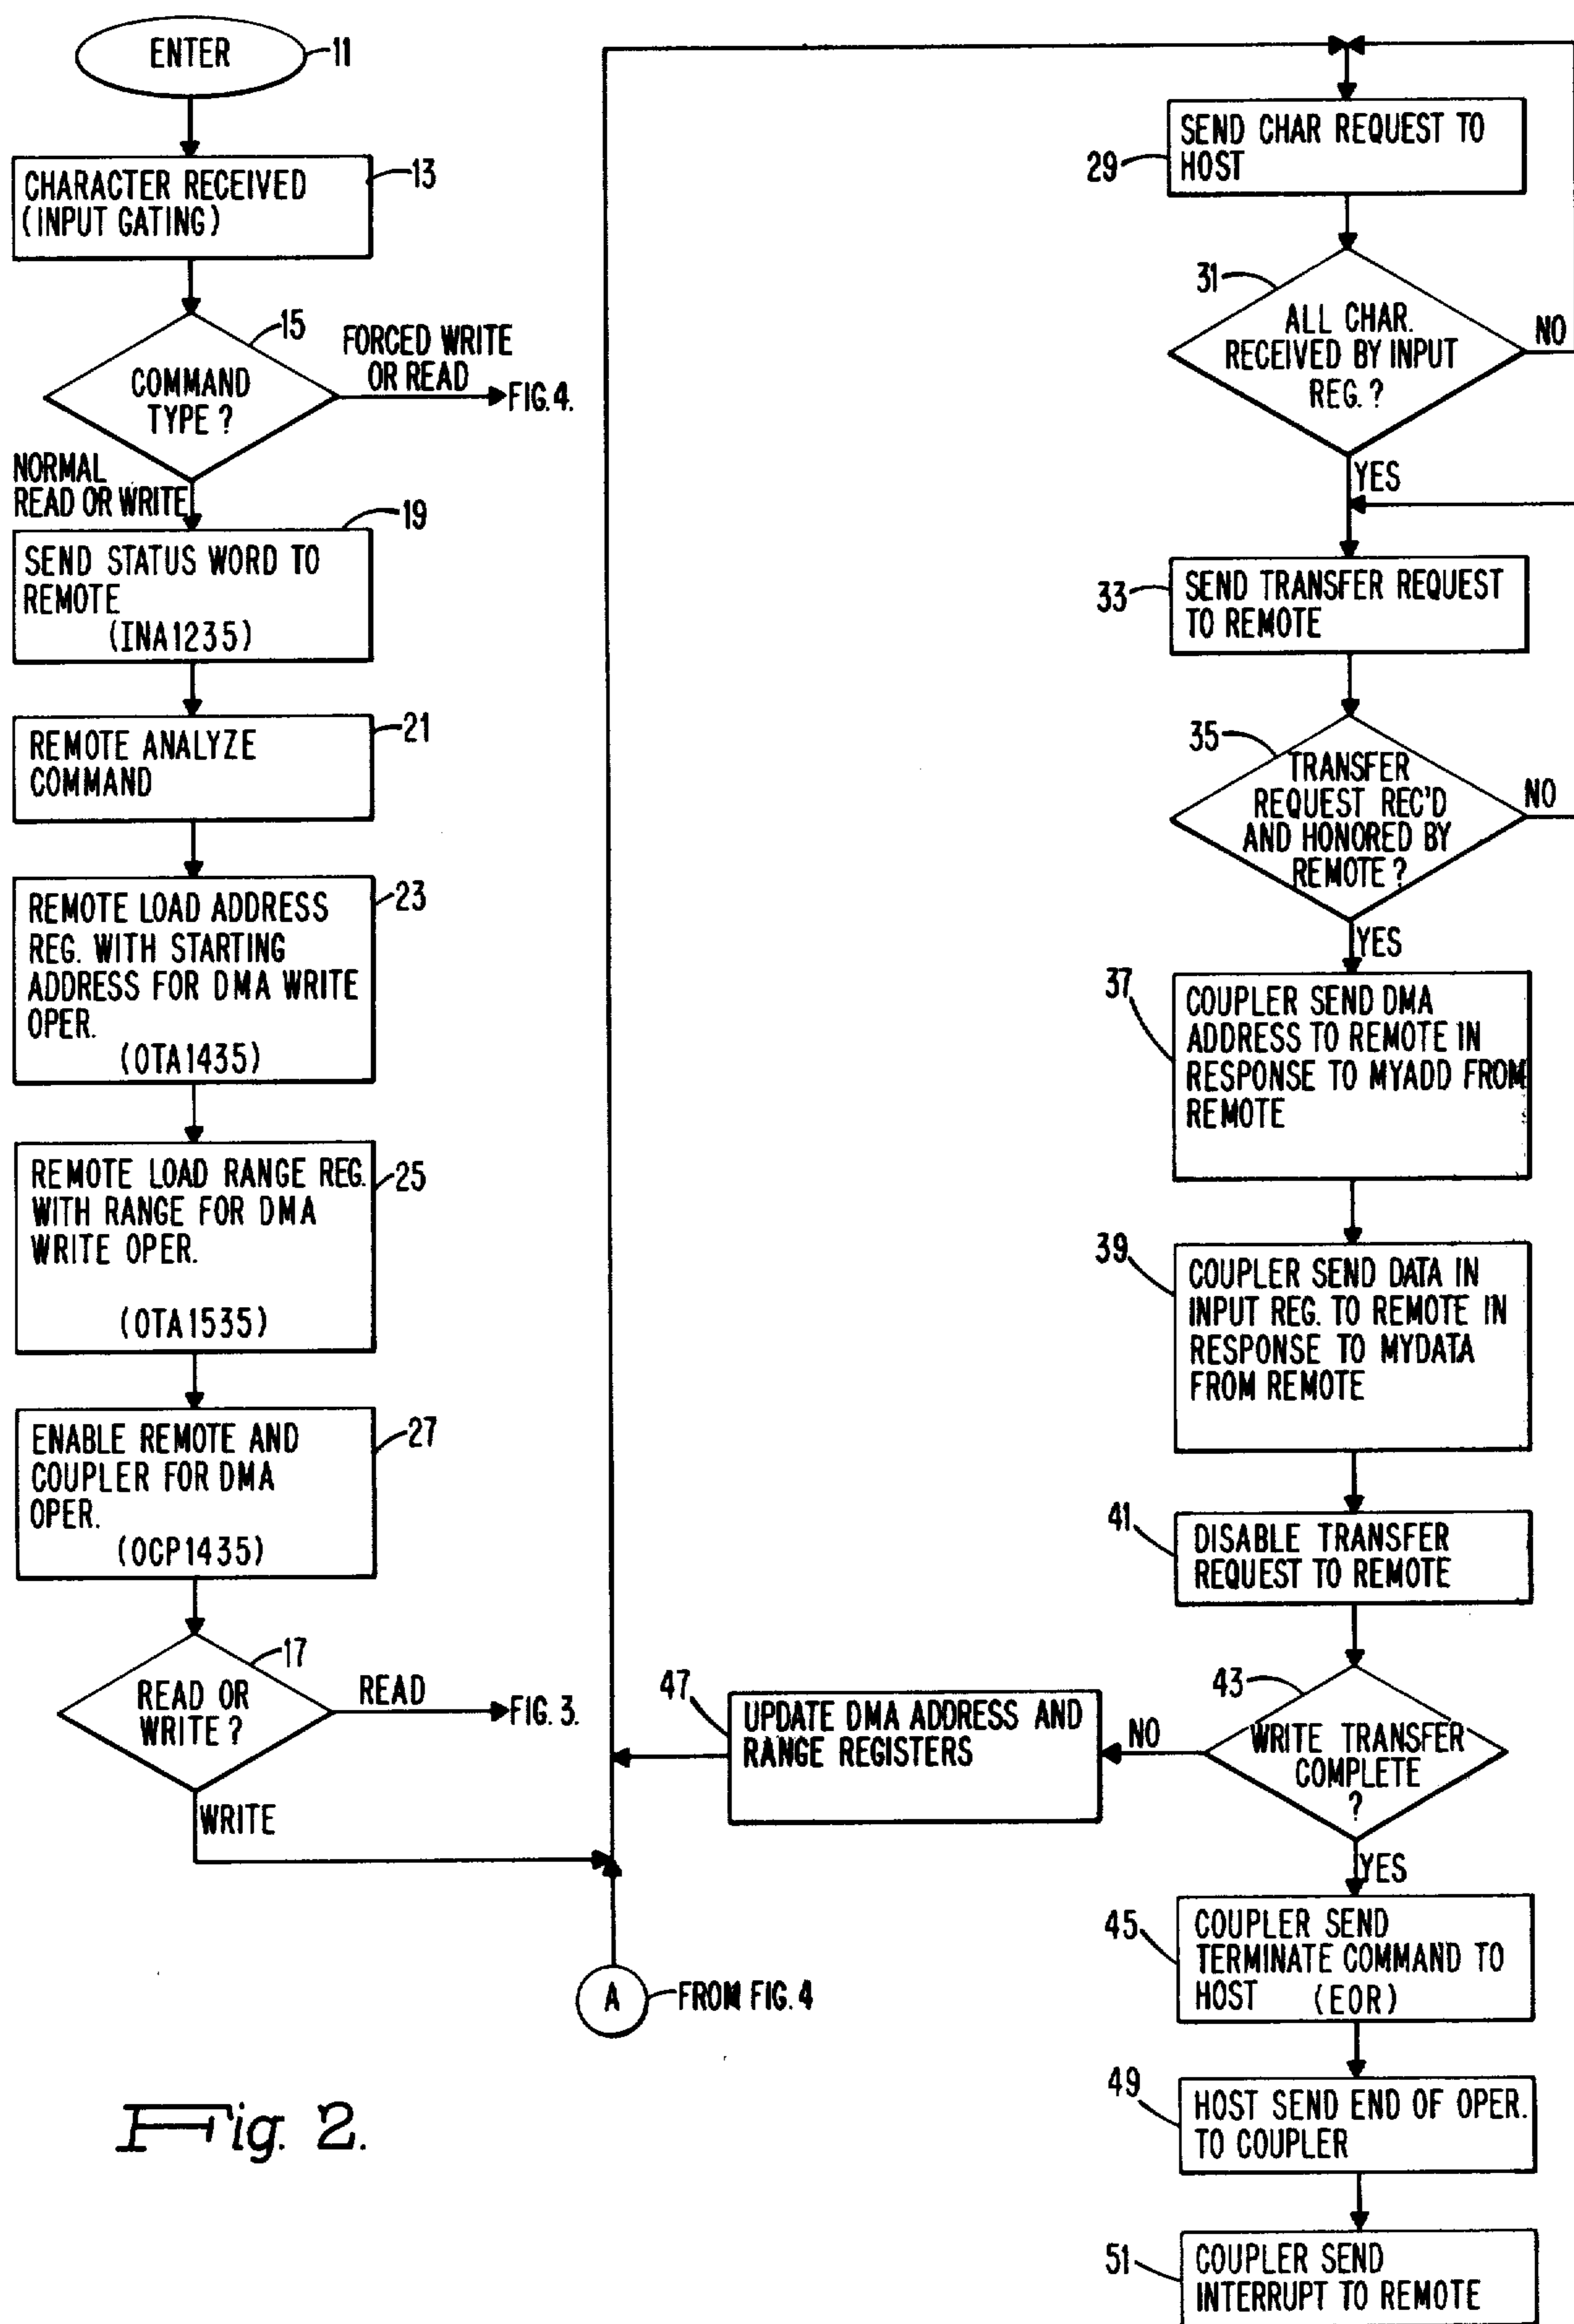 ENTER
11
CHARACTER RECEIVED
(INPUT GATING)
13
15
COMMAND
TYPE?
FORCED WRITE
OR READ
FIG. 4.
NORMAL
READ OR WRITE
19
SEND STATUS WORD TO
REMOTE
(INA1235)
21
REMOTE ANALYZE
COMMAND
23
REMOTE LOAD ADDRESS
REG. WITH STARTING
ADDRESS FOR DMA WRITE
OPER.
(OTA1435)
25
REMOTE LOAD RANGE REG.
WITH RANGE FOR DMA
WRITE OPER.
(OTA1535)
27
ENABLE REMOTE AND
COUPLER FOR DMA
OPER.
(OCP1435)
17
READ OR
WRITE?
READ
FIG. 3.
WRITE
A
FROM FIG. 4
29
SEND CHAR REQUEST TO
HOST
31
ALL CHAR.
RECEIVED BY INPUT
REG.?
NO
YES
33
SEND TRANSFER REQUEST
TO REMOTE
35
TRANSFER
REQUEST REC'D
AND HONORED BY
REMOTE?
NO
YES
37
COUPLER SEND DMA
ADDRESS TO REMOTE IN
RESPONSE TO MYADD FROM
REMOTE
39
COUPLER SEND DATA IN
INPUT REG. TO REMOTE IN
RESPONSE TO MYDATA
FROM REMOTE
41
DISABLE TRANSFER
REQUEST TO REMOTE
43
WRITE TRANSFER
COMPLETE
?
NO
47
UPDATE DMA ADDRESS AND
RANGE REGISTERS
YES
45
COUPLER SEND
TERMINATE COMMAND TO
HOST (EOR)
49
HOST SEND END OF OPER.
TO COUPLER
51
COUPLER SEND
INTERRUPT TO REMOTE
Fig. 2.